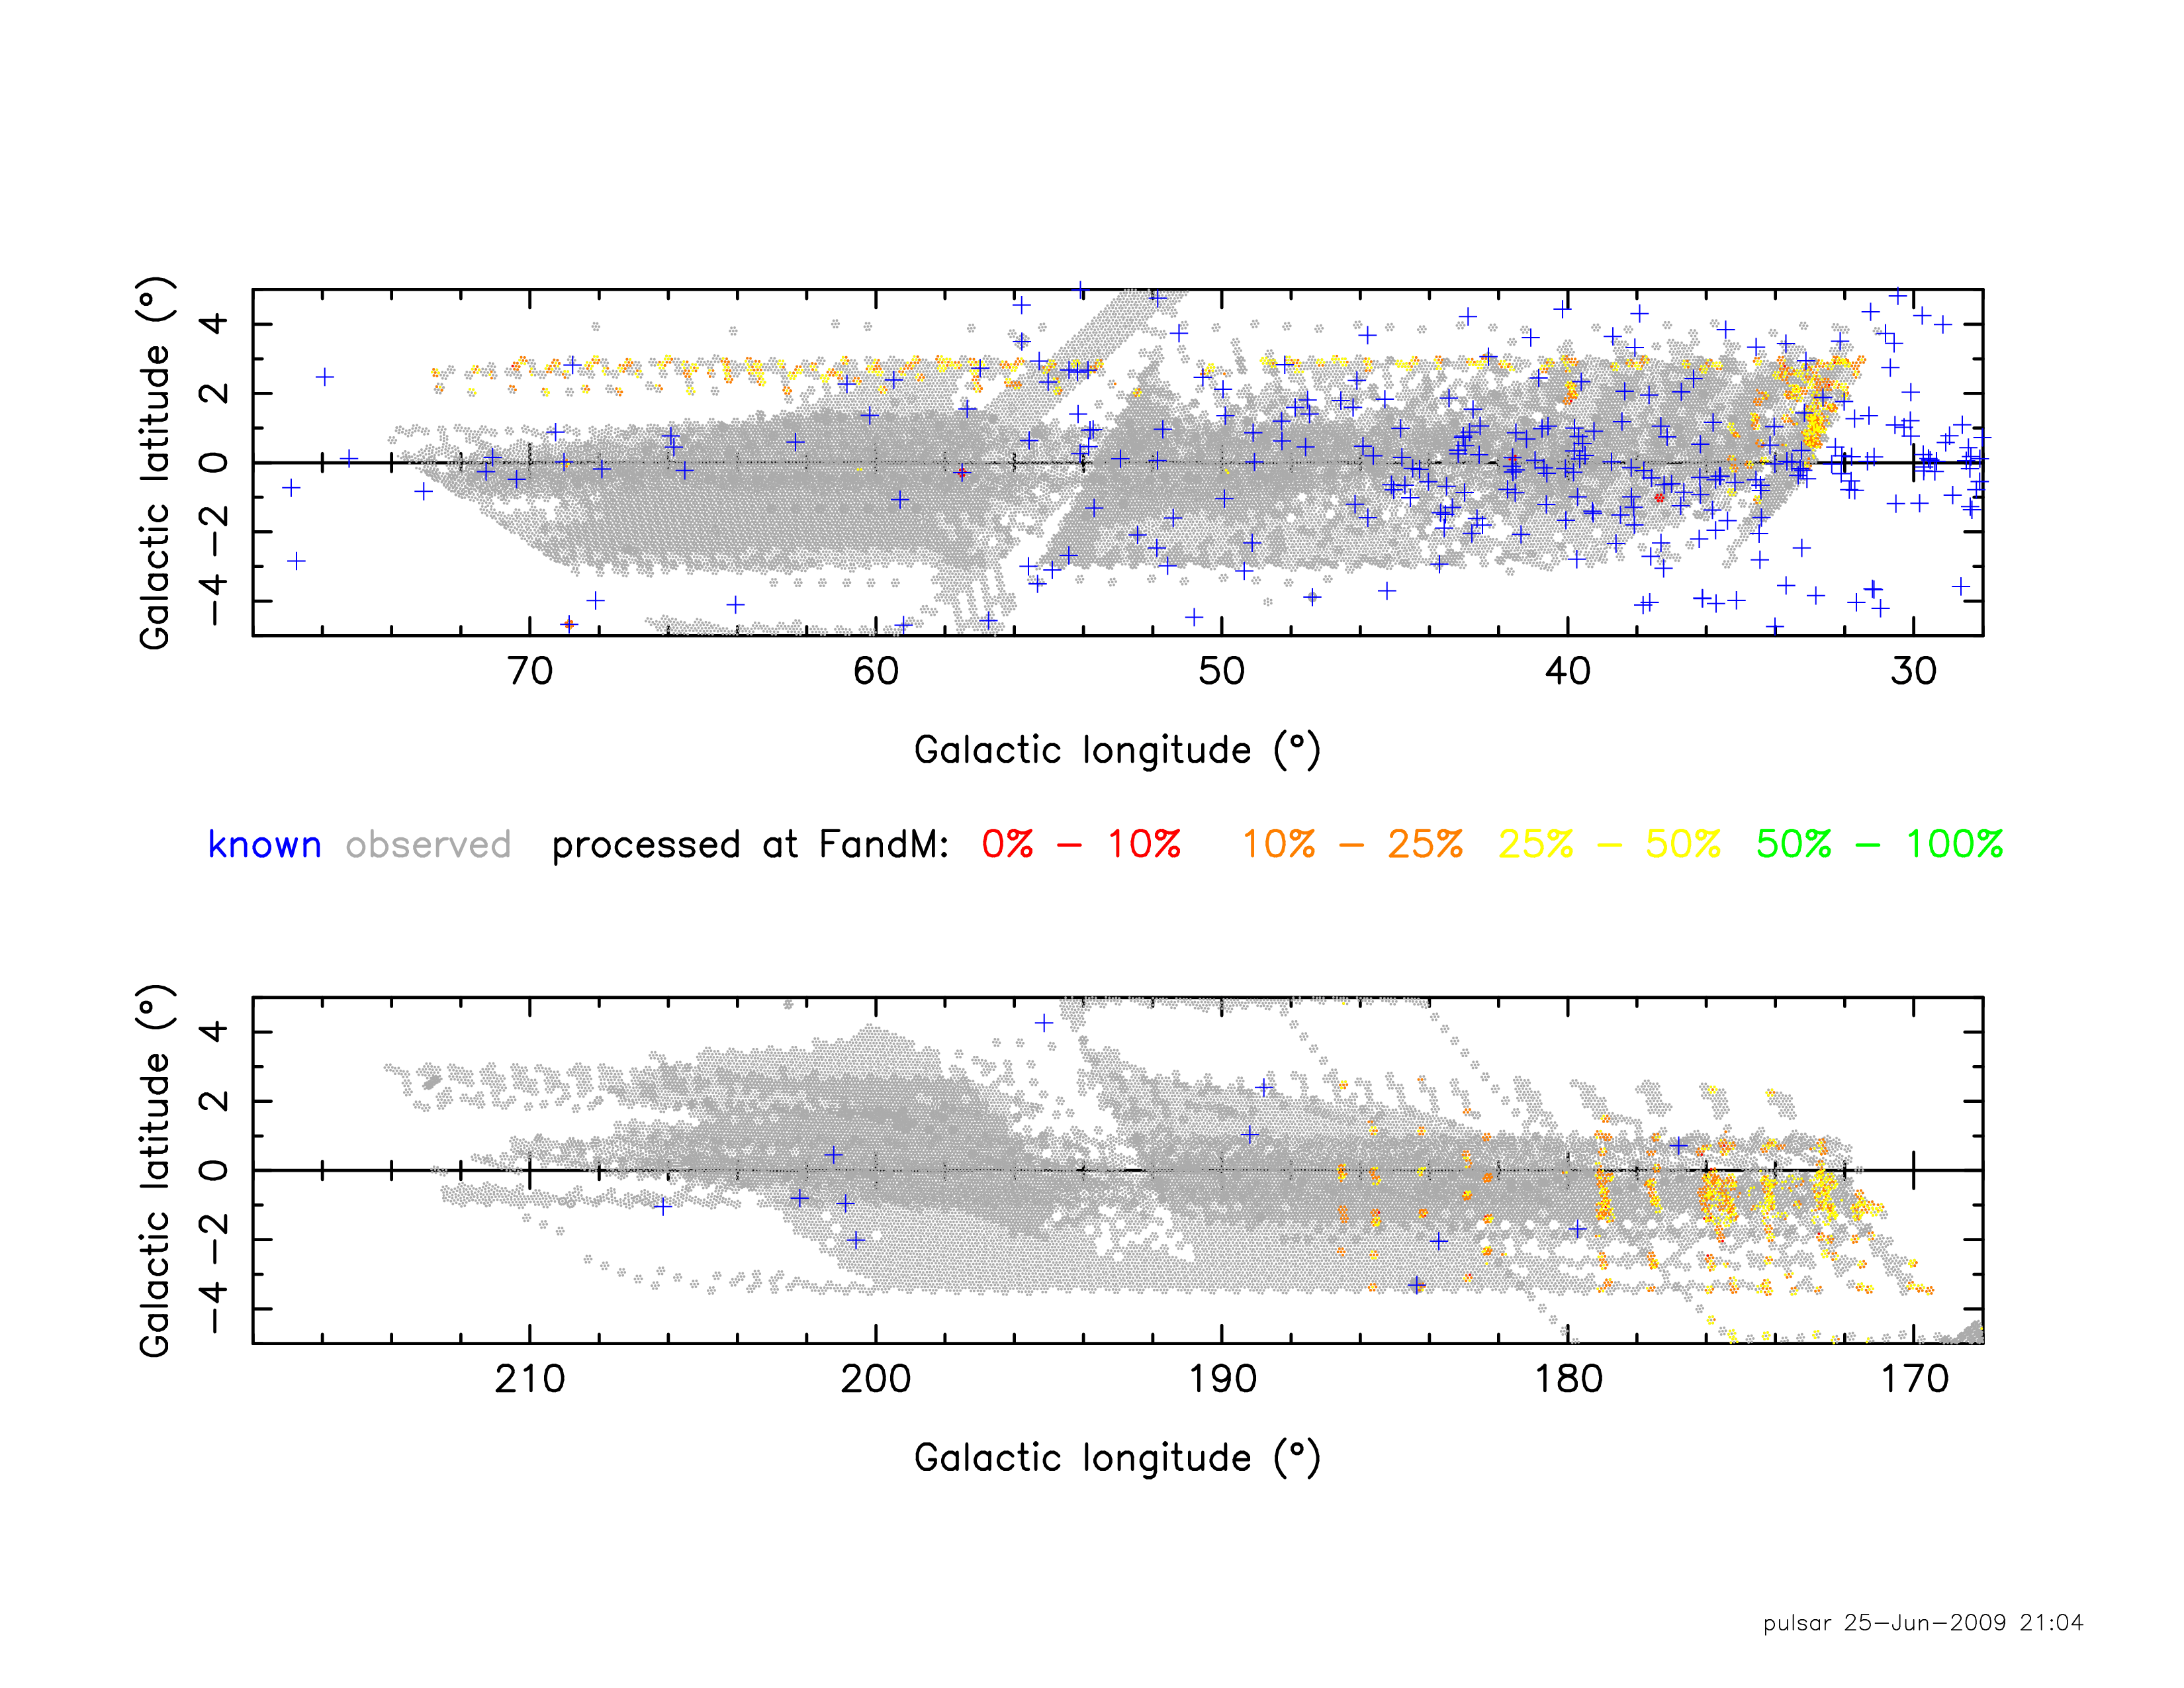 Galactic latitude (°)
4
2
0
−2
−4
70 60 50 40 30
Galactic longitude (°)
known observed processed at FandM: 0% − 10% 10% − 25% 25% − 50% 50% − 100%
Galactic latitude (°)
4
2
0
−2
−4
210 200 190 180 170
Galactic longitude (°)
pulsar 25−Jun−2009 21:04